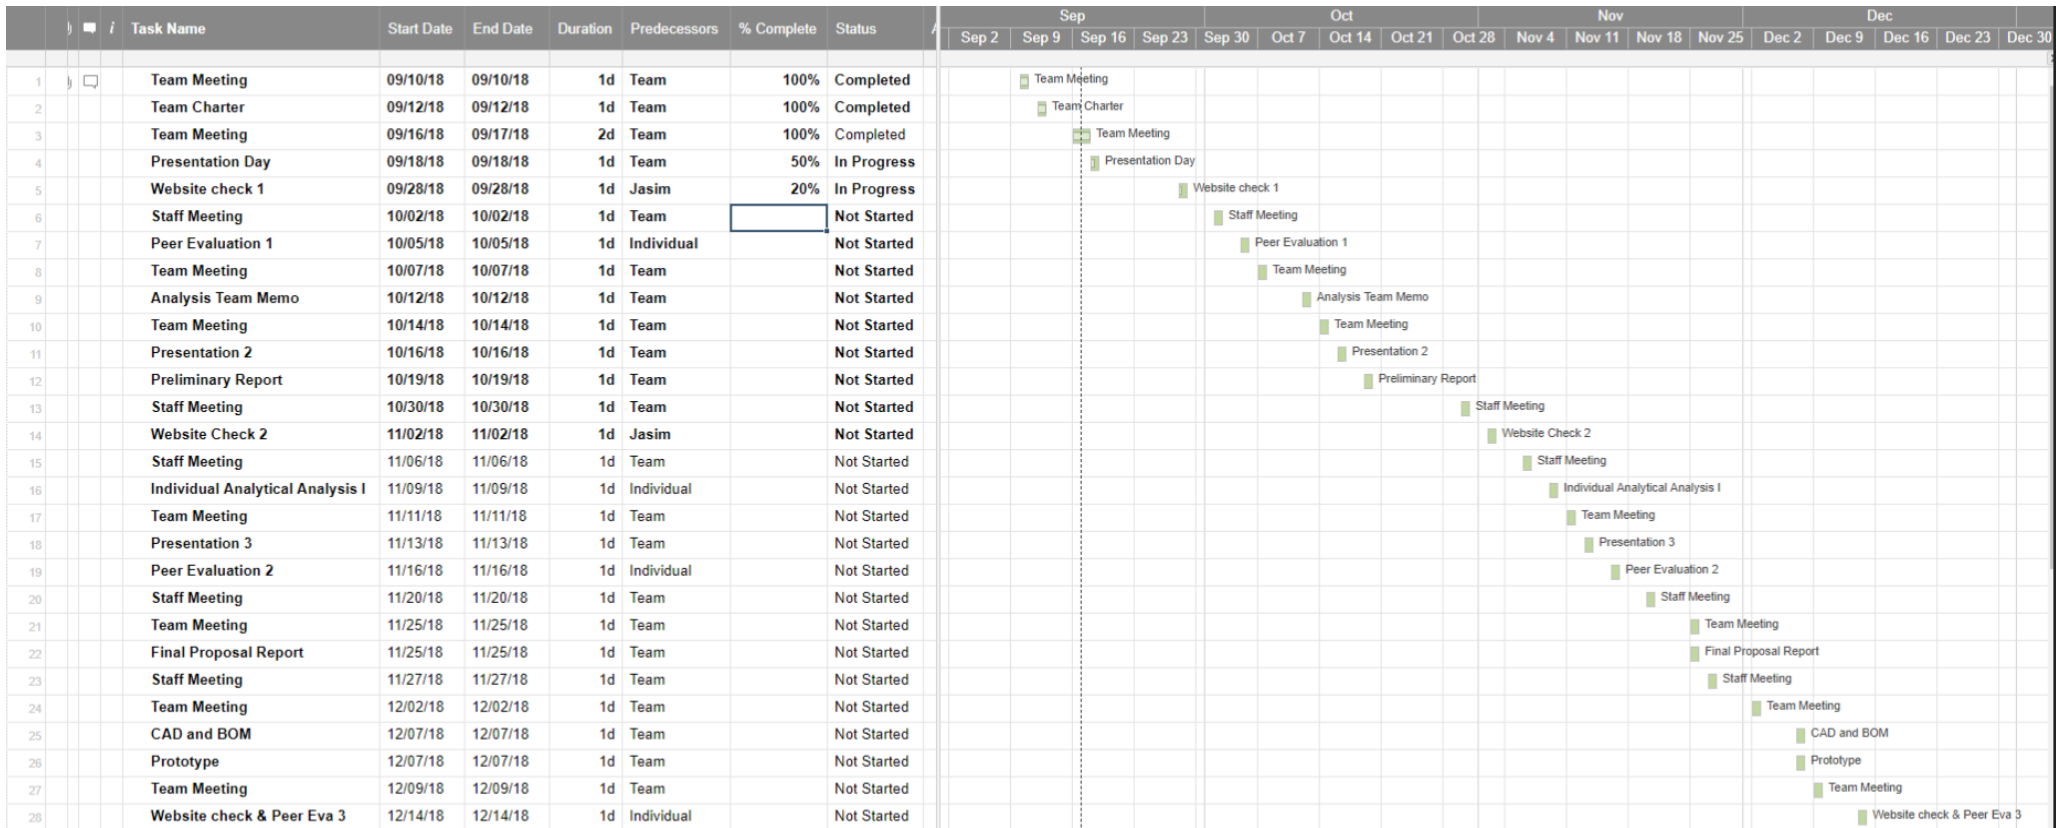 Sep Oct Nov Dec
i Task Name Start Date End Date Duration Predecessors % Complete Status
Sep 2 Sep 9 Sep 16 Sep 23 Sep 30 Oct 7 Oct 14 Oct 21 Oct 28 Nov 4 Nov 11 Nov 18 Nov 25 Dec 2 Dec 9 Dec 16 Dec 23 Dec 30
1 Team Meeting 09/10/18 09/10/18 1d Team 100% Completed Team Meeting
2 Team Charter 09/12/18 09/12/18 1d Team 100% Completed Team Charter
3 Team Meeting 09/16/18 09/17/18 2d Team 100% Completed Team Meeting
4 Presentation Day 09/18/18 09/18/18 1d Team 50% In Progress Presentation Day
5 Website check 1 09/28/18 09/28/18 1d Jasim 20% In Progress Website check 1
6 Staff Meeting 10/02/18 10/02/18 1d Team Not Started Staff Meeting
7 Peer Evaluation 1 10/05/18 10/05/18 1d Individual Not Started Peer Evaluation 1
8 Team Meeting 10/07/18 10/07/18 1d Team Not Started Team Meeting
9 Analysis Team Memo 10/12/18 10/12/18 1d Team Not Started Analysis Team Memo
10 Team Meeting 10/14/18 10/14/18 1d Team Not Started Team Meeting
11 Presentation 2 10/16/18 10/16/18 1d Team Not Started Presentation 2
12 Preliminary Report 10/19/18 10/19/18 1d Team Not Started Preliminary Report
13 Staff Meeting 10/30/18 10/30/18 1d Team Not Started Staff Meeting
14 Website Check 2 11/02/18 11/02/18 1d Jasim Not Started Website Check 2
15 Staff Meeting 11/06/18 11/06/18 1d Team Not Started Staff Meeting
16 Individual Analytical Analysis I 11/09/18 11/09/18 1d Individual Not Started Individual Analytical Analysis I
17 Team Meeting 11/11/18 11/11/18 1d Team Not Started Team Meeting
18 Presentation 3 11/13/18 11/13/18 1d Team Not Started Presentation 3
19 Peer Evaluation 2 11/16/18 11/16/18 1d Individual Not Started Peer Evaluation 2
20 Staff Meeting 11/20/18 11/20/18 1d Team Not Started Staff Meeting
21 Team Meeting 11/25/18 11/25/18 1d Team Not Started Team Meeting
22 Final Proposal Report 11/25/18 11/25/18 1d Team Not Started Final Proposal Report
23 Staff Meeting 11/27/18 11/27/18 1d Team Not Started Staff Meeting
24 Team Meeting 12/02/18 12/02/18 1d Team Not Started Team Meeting
25 CAD and BOM 12/07/18 12/07/18 1d Team Not Started CAD and BOM
26 Prototype 12/07/18 12/07/18 1d Team Not Started Prototype
27 Team Meeting 12/09/18 12/09/18 1d Team Not Started Team Meeting
28 Website check & Peer Eva 3 12/14/18 12/14/18 1d Individual Not Started Website check & Peer Eva 3